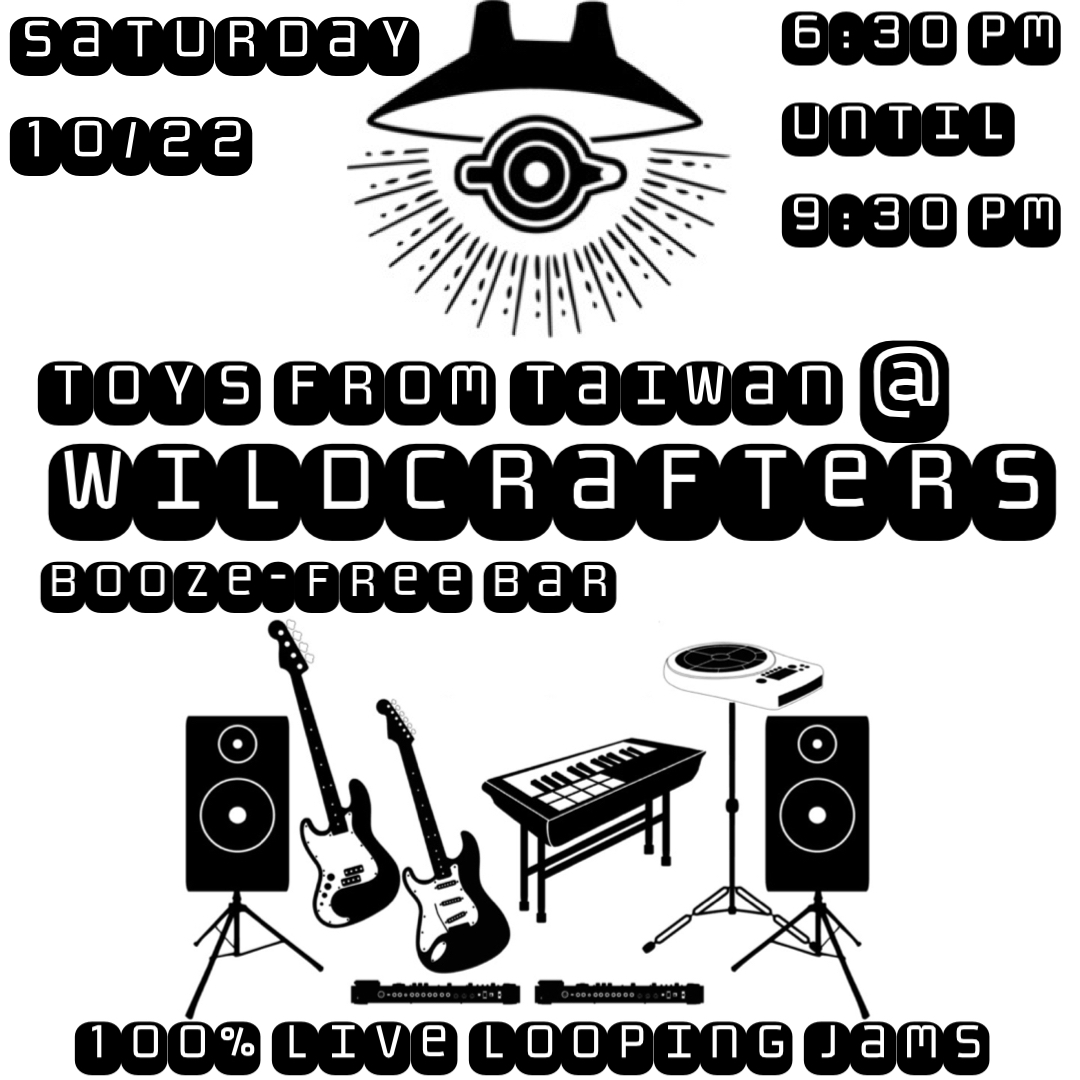 SaTURDaY
10/22
6:30 PM
UNTIL
9:30 PM
TOYS FROM TaIWaN @
WILDCRaFTeRS
BOOZe-FRee BaR
100% LIVe LOOPING JaMS